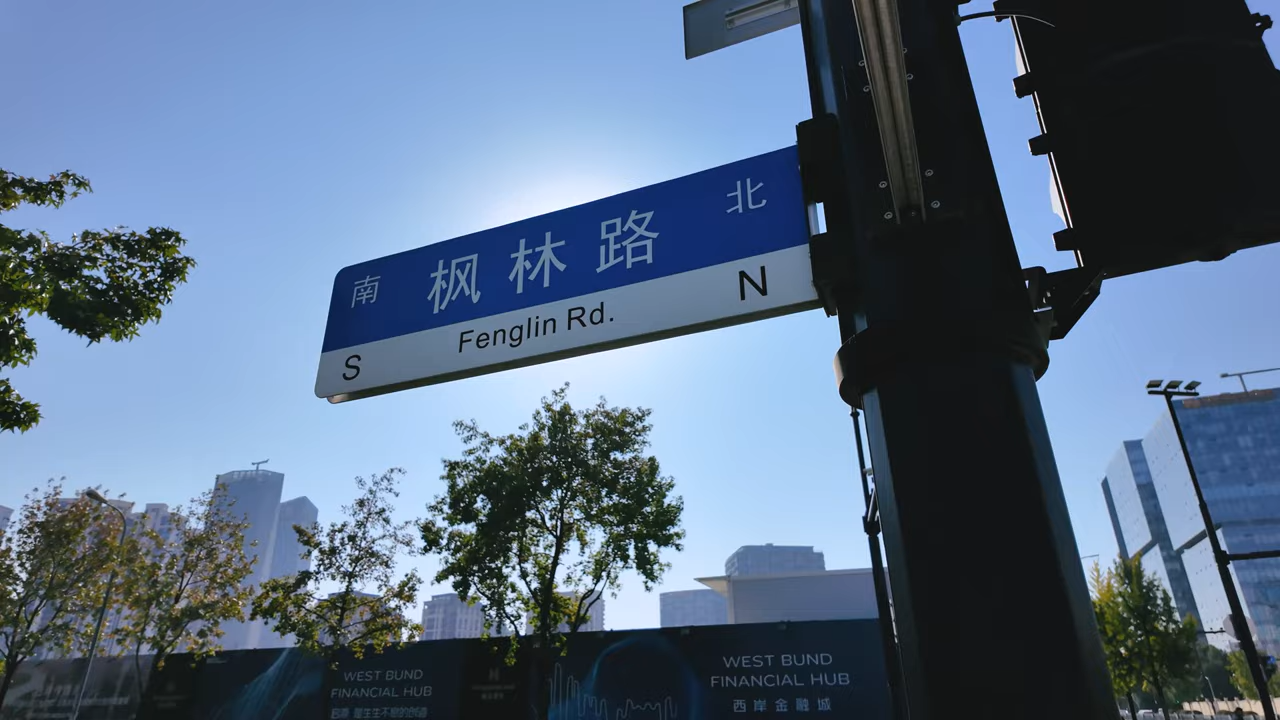 南 枫林路 北
S Fenglin Rd. N
WEST BUND
FINANCIAL HUB
WEST BUND
FINANCIAL HUB
西岸金融城